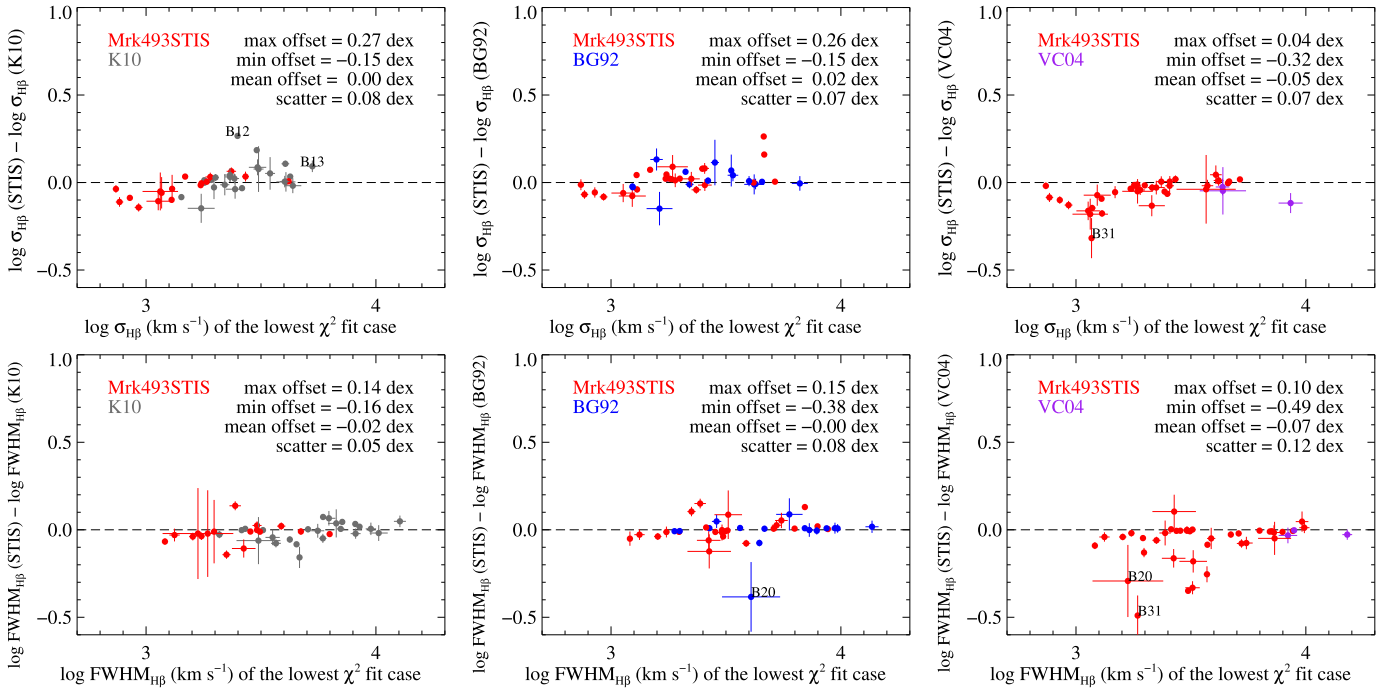 log σHβ (STIS) − log σHβ (K10)
1.0
0.5
0.0
−0.5
Mrk493STIS
K10
max offset = 0.27 dex
min offset = −0.15 dex
mean offset = 0.00 dex
scatter = 0.08 dex
B12
B13
3
4
log σHβ (km s−1) of the lowest χ2 fit case
log σHβ (STIS) − log σHβ (BG92)
1.0
0.5
0.0
−0.5
Mrk493STIS
BG92
max offset = 0.26 dex
min offset = −0.15 dex
mean offset = 0.02 dex
scatter = 0.07 dex
3
4
log σHβ (km s−1) of the lowest χ2 fit case
log σHβ (STIS) − log σHβ (VC04)
1.0
0.5
0.0
−0.5
Mrk493STIS
VC04
max offset = 0.04 dex
min offset = −0.32 dex
mean offset = −0.05 dex
scatter = 0.07 dex
B31
3
4
log σHβ (km s−1) of the lowest χ2 fit case
log FWHMHβ (STIS) − log FWHMHβ (K10)
1.0
0.5
0.0
−0.5
Mrk493STIS
K10
max offset = 0.14 dex
min offset = −0.16 dex
mean offset = −0.02 dex
scatter = 0.05 dex
3
4
log FWHMHβ (km s−1) of the lowest χ2 fit case
log FWHMHβ (STIS) − log FWHMHβ (BG92)
1.0
0.5
0.0
−0.5
Mrk493STIS
BG92
max offset = 0.15 dex
min offset = −0.38 dex
mean offset = −0.00 dex
scatter = 0.08 dex
B20
3
4
log FWHMHβ (km s−1) of the lowest χ2 fit case
log FWHMHβ (STIS) − log FWHMHβ (VC04)
1.0
0.5
0.0
−0.5
Mrk493STIS
VC04
max offset = 0.10 dex
min offset = −0.49 dex
mean offset = −0.07 dex
scatter = 0.12 dex
B20
B31
3
4
log FWHMHβ (km s−1) of the lowest χ2 fit case